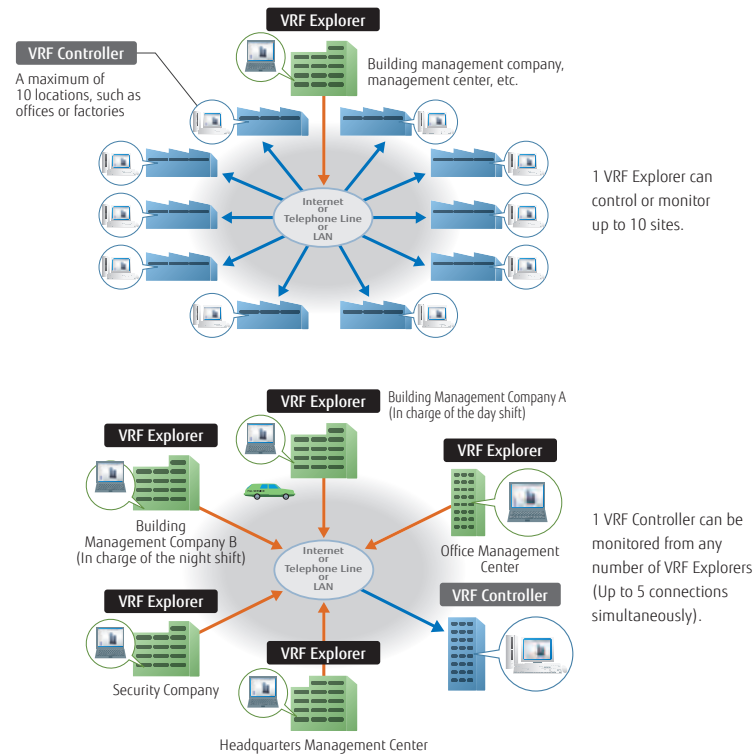 VRF Explorer
VRF Controller
A maximum of
10 locations, such as
offices or factories
Building management company,
management center, etc.
Internet
or
Telephone Line
or
LAN
1 VRF Explorer can
control or monitor
up to 10 sites.
VRF Explorer
Building Management Company A
(In charge of the day shift)
VRF Explorer
Building
Management Company B
(In charge of the night shift)
VRF Explorer
Office Management
Center
Internet
or
Telephone Line
or
LAN
1 VRF Controller can be
monitored from any
number of VRF Explorers
(Up to 5 connections
simultaneously).
VRF Explorer
Security Company
VRF Controller
VRF Explorer
Headquarters Management Center